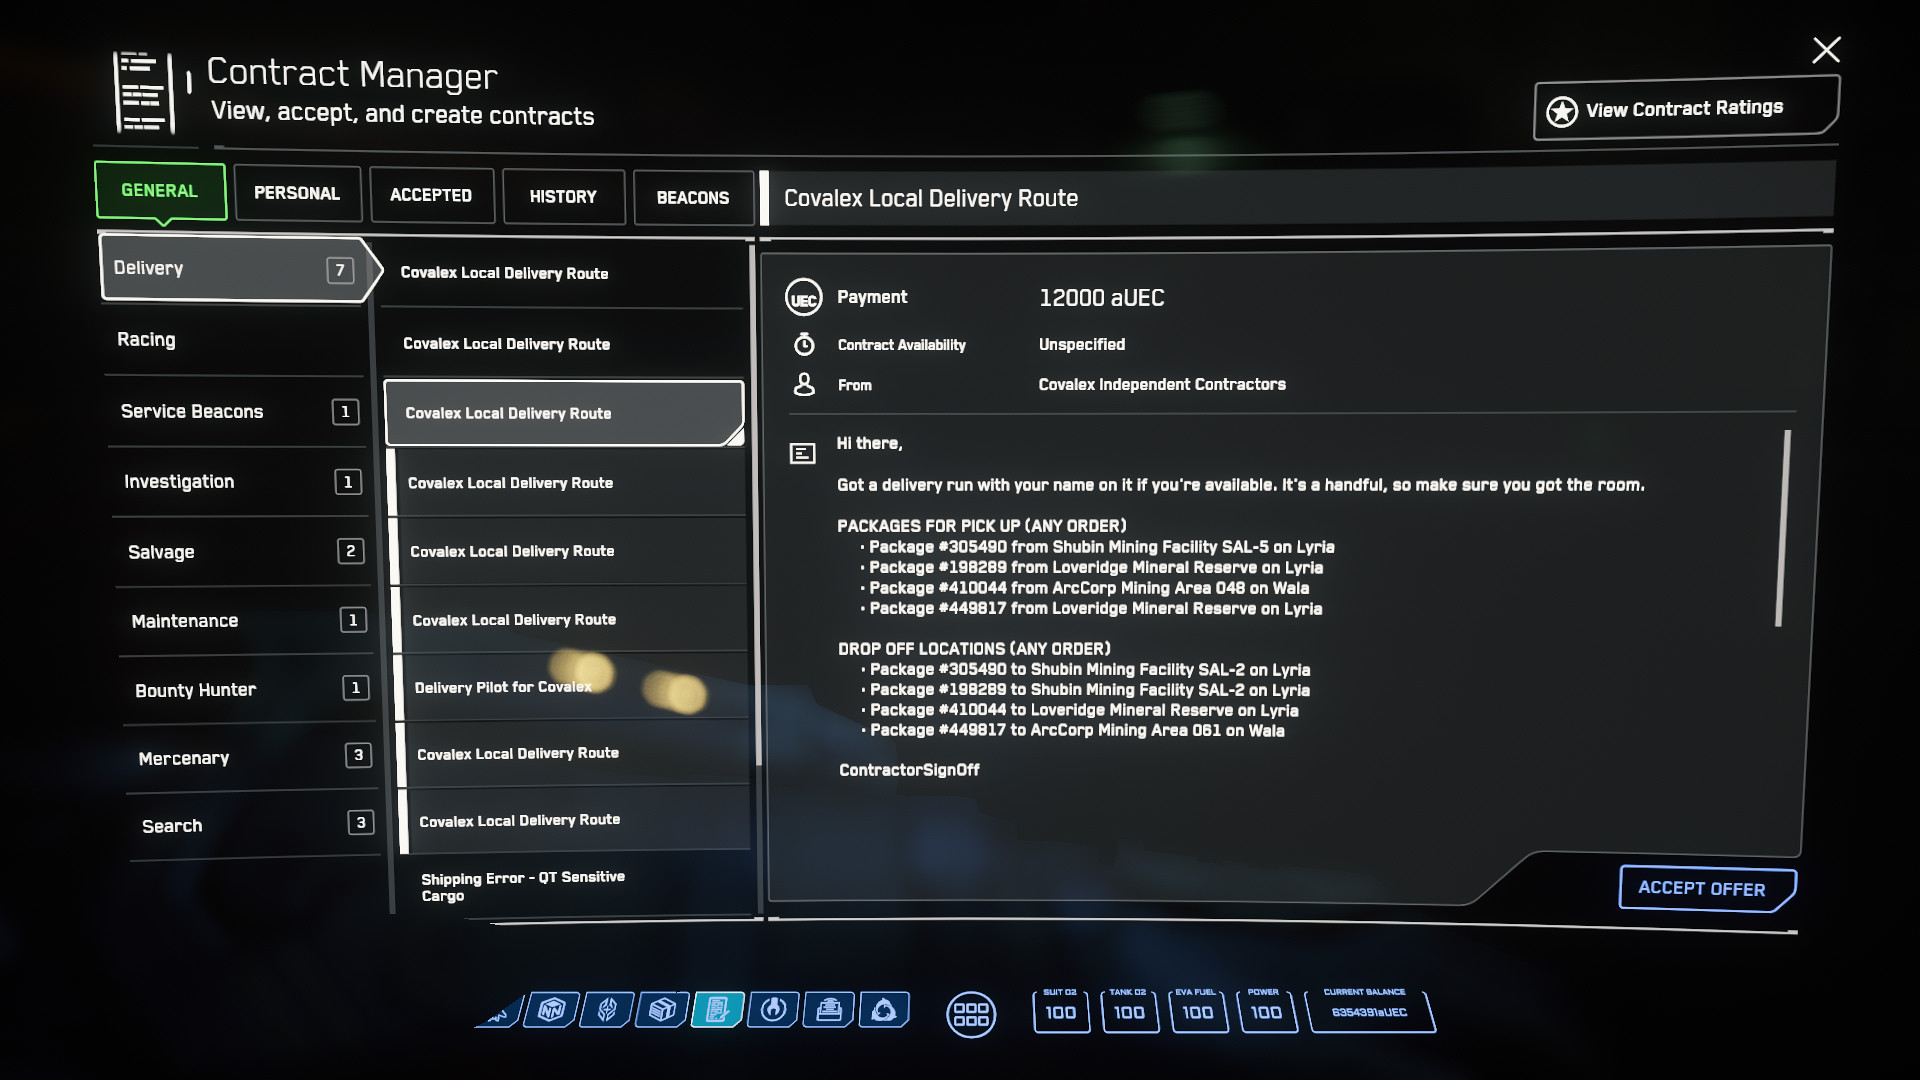 Contract Manager
View, accept, and create contracts
View Contract Ratings
GENERAL
PERSONAL
ACCEPTED
HISTORY
BEACONS
Covalex Local Delivery Route
Delivery
7
Racing
Service Beacons
1
Investigation
1
Salvage
2
Maintenance
1
Bounty Hunter
1
Mercenary
3
Search
3
Covalex Local Delivery Route
Covalex Local Delivery Route
Covalex Local Delivery Route
Covalex Local Delivery Route
Covalex Local Delivery Route
Covalex Local Delivery Route
Delivery Pilot for Covalex
Covalex Local Delivery Route
Covalex Local Delivery Route
Shipping Error - QT Sensitive
Cargo
UEC
Payment
12000 aUEC
Contract Availability
Unspecified
From
Covalex Independent Contractors
Hi there,
Got a delivery run with your name on it if you're available. It's a handful, so make sure you got the room.
PACKAGES FOR PICK UP (ANY ORDER)
· Package #305490 from Shubin Mining Facility SAL-5 on Lyria
· Package #198289 from Loveridge Mineral Reserve on Lyria
· Package #410044 from ArcCorp Mining Area 048 on Wala
· Package #449817 from Loveridge Mineral Reserve on Lyria
DROP OFF LOCATIONS (ANY ORDER)
· Package #305490 to Shubin Mining Facility SAL-2 on Lyria
· Package #198289 to Shubin Mining Facility SAL-2 on Lyria
· Package #410044 to Loveridge Mineral Reserve on Lyria
· Package #449817 to ArcCorp Mining Area 061 on Wala
ContractorSignOff
ACCEPT OFFER
SUIT O2
100
TANK O2
100
EVA FUEL
100
POWER
100
CURRENT BALANCE
6354391aUEC